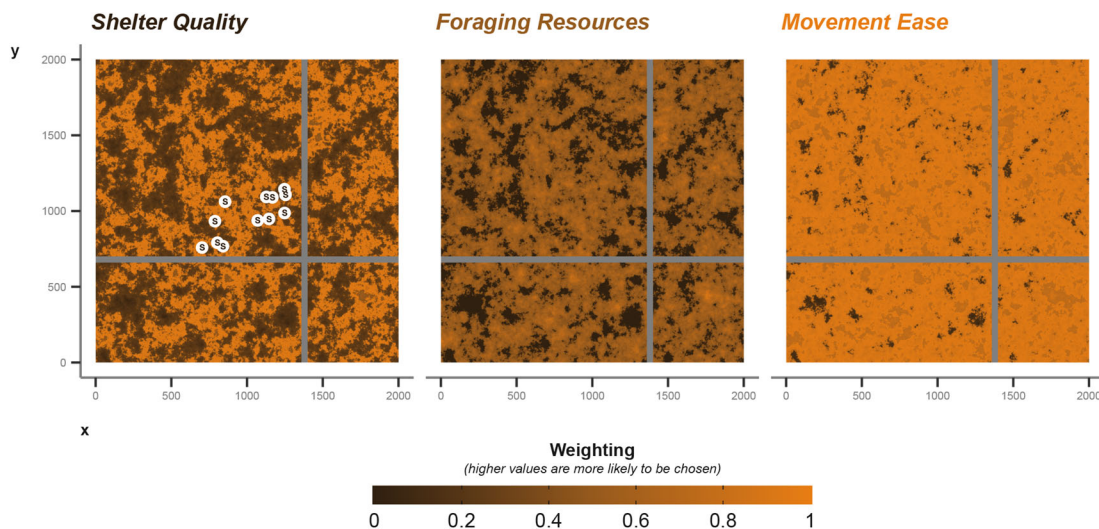 Shelter Quality Foraging Resources Movement Ease
y
2000
1500
1000
500
0
S S S S S S S S S S S S S
0 500 1000 1500 2000 0 500 1000 1500 2000 0 500 1000 1500 2000
x
Weighting
(higher values are more likely to be chosen)
0 0.2 0.4 0.6 0.8 1